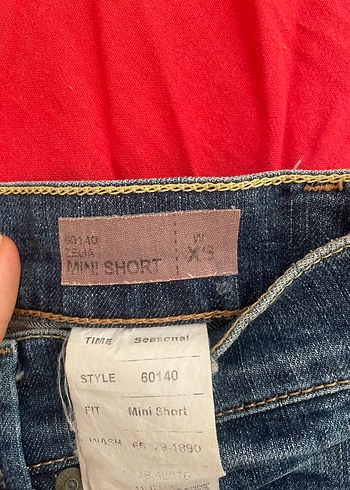 60140
CELIA
MINI SHORT
W
XS
TIME Seasonal
STYLE 60140
FIT Mini Short
WASH